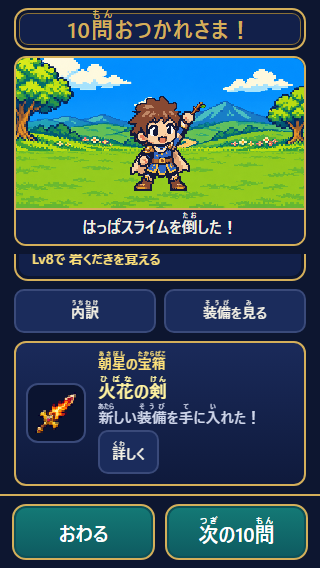 10問おつかれさま！
はっぱスライムを倒した！
Lv8で 岩くだきを覚える
内訳
装備を見る
朝星の宝箱
火花の剣
新しい装備を手に入れた！
詳しく
おわる
次の10問